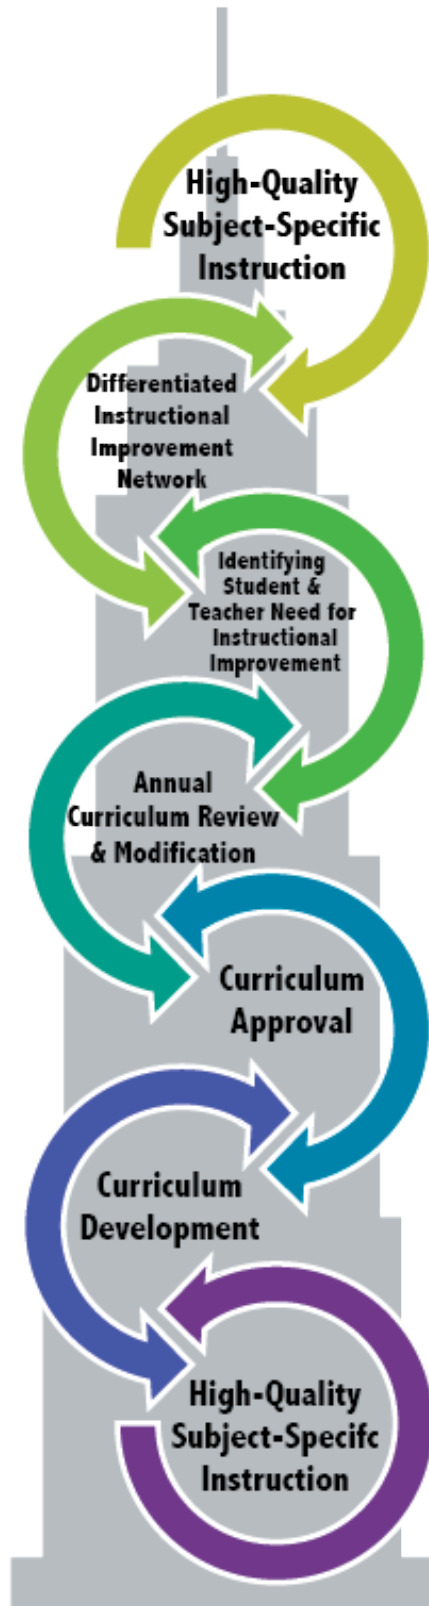 High-Quality
Subject-Specific
Instruction
Differentiated
Instructional
Improvement
Network
Identifying
Student &
Teacher Need for
Instructional
Improvement
Annual
Curriculum Review
& Modification
Curriculum
Approval
Curriculum
Development
High-Quality
Subject-Specifc
Instruction